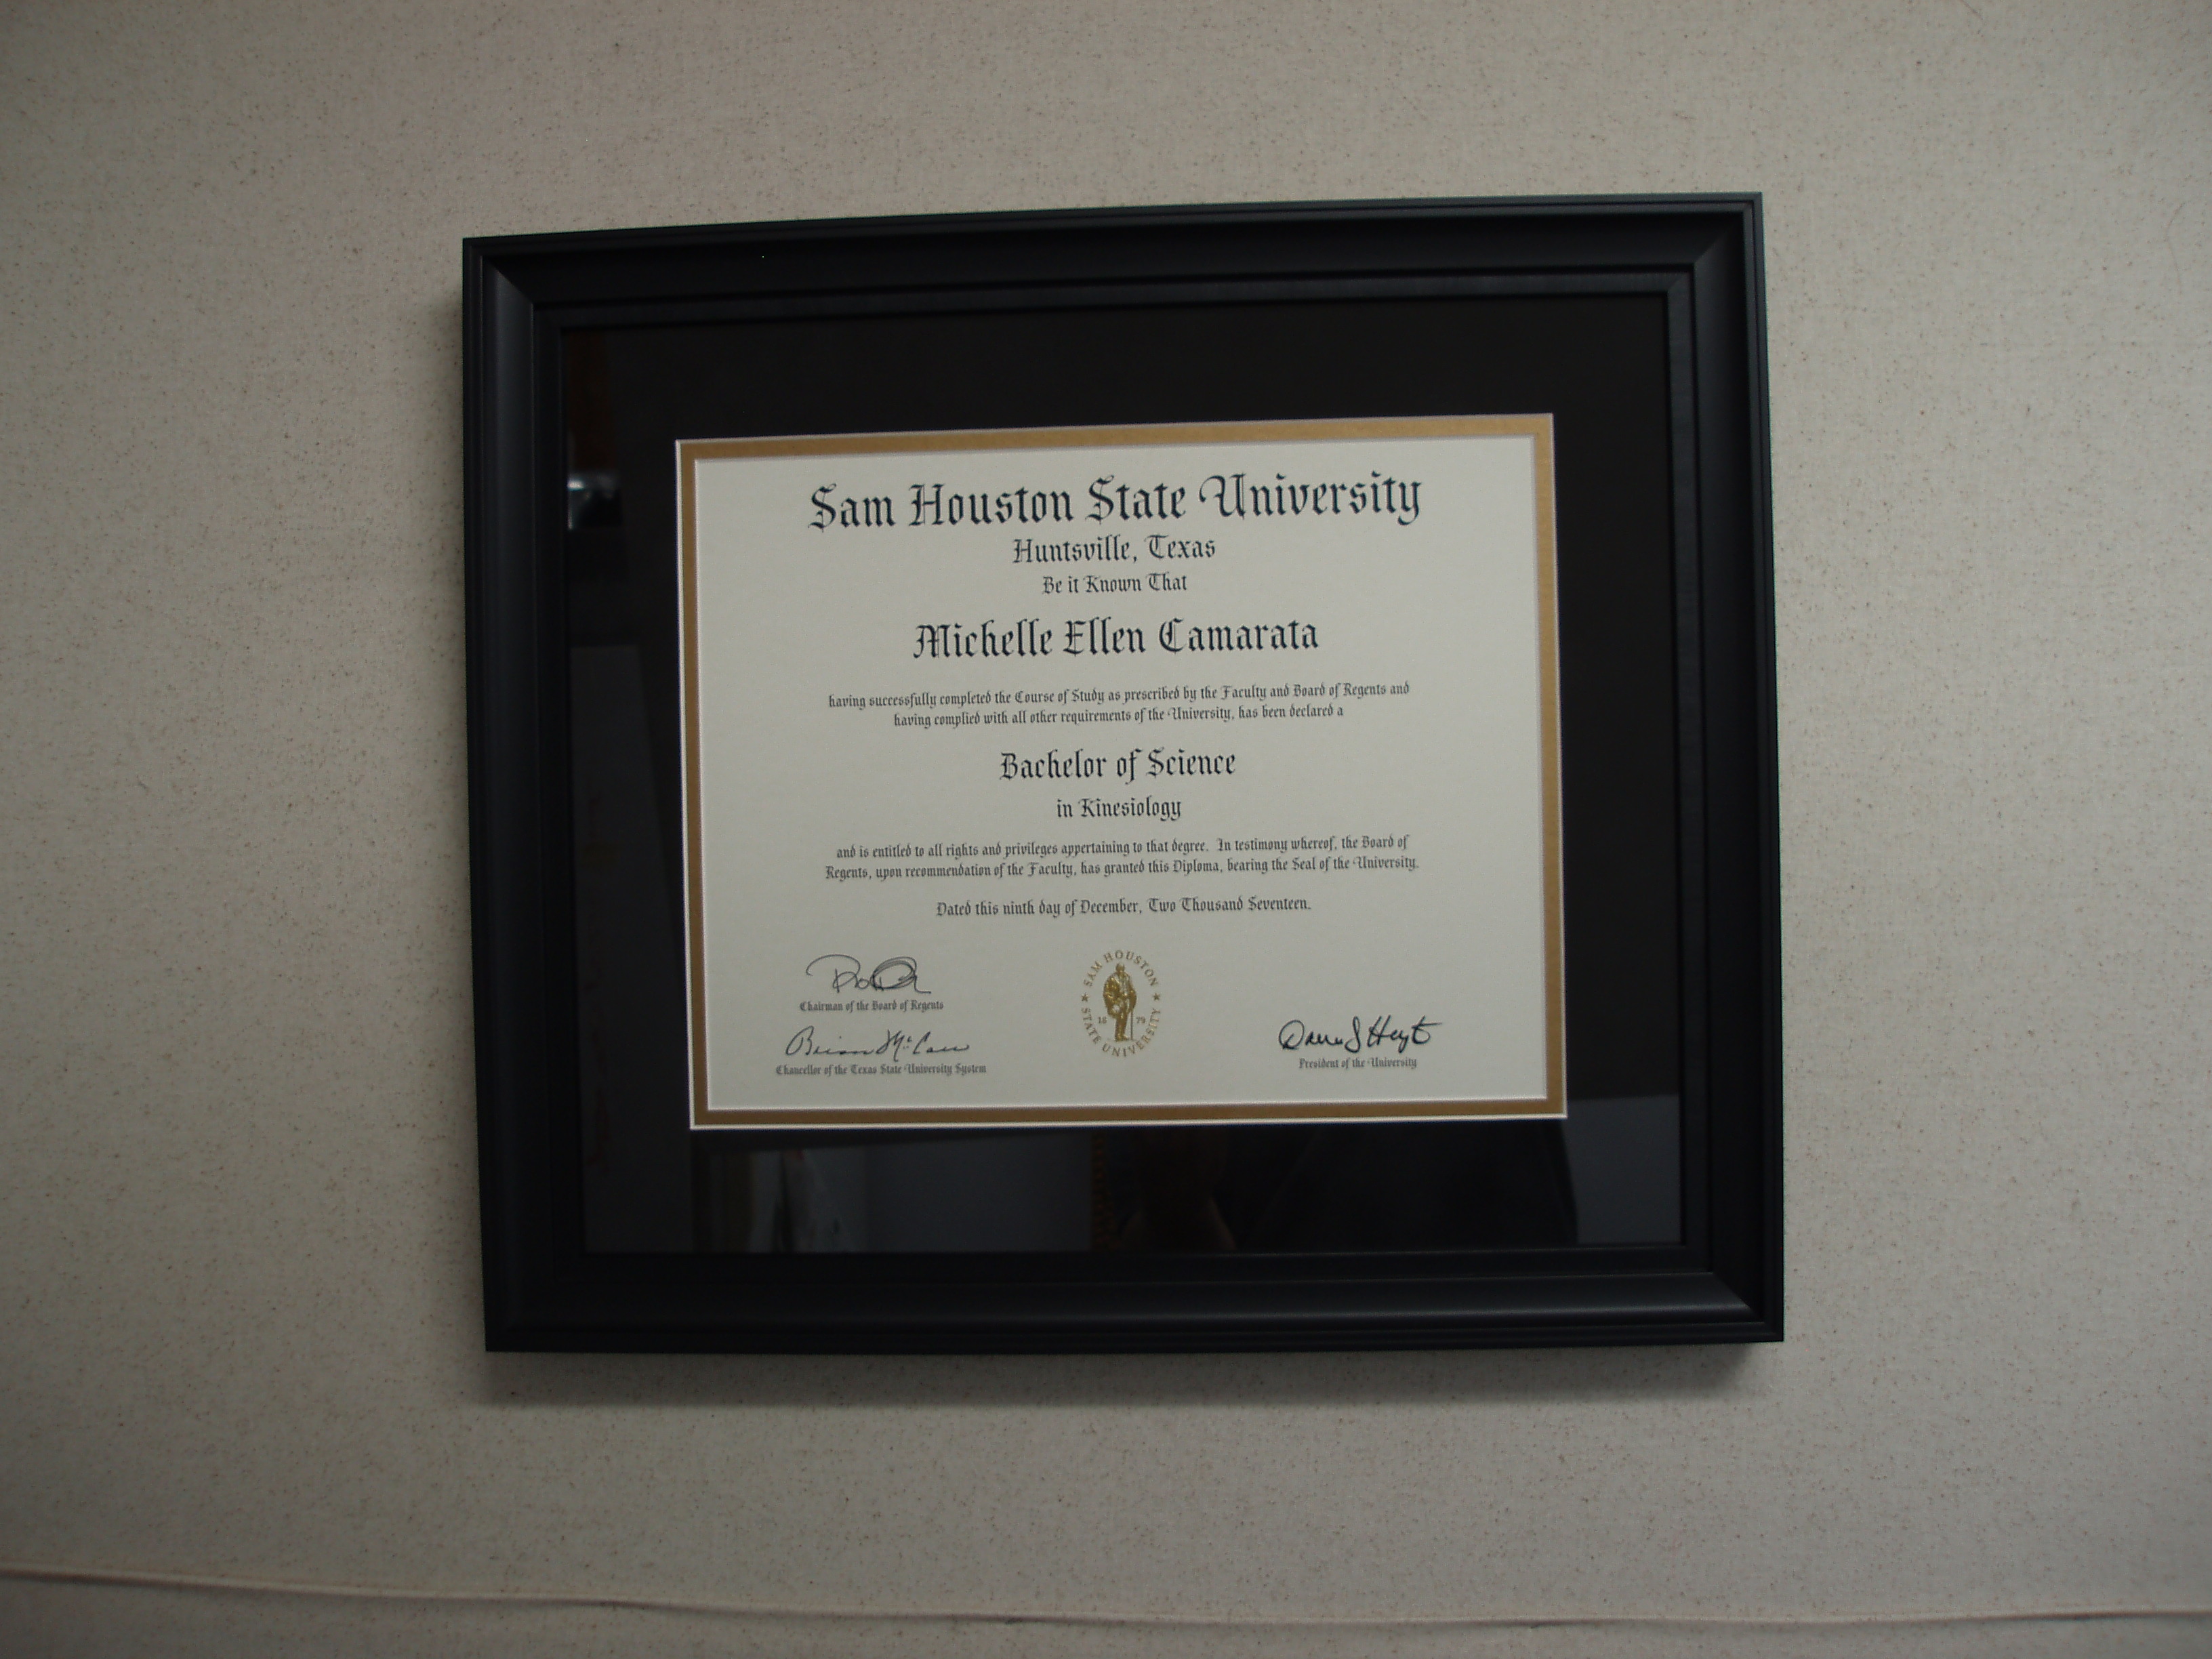 Sam Houston State University
Huntsville, Texas
Be it Known That
Michelle Ellen Camarata
having successfully completed the Course of Study as prescribed by the Faculty and Board of Regents and
having complied with all other requirements of the University, has been declared a
Bachelor of Science
in Kinesiology
and is entitled to all rights and privileges appertaining to that degree. In testimony whereof, the Board of
Regents, upon recommendation of the Faculty, has granted this Diploma, bearing the Seal of the University.
Dated this ninth day of December, Two Thousand Seventeen.
Chairman of the Board of Regents
Brian McCall
Chancellor of the Texas State University System
SAM HOUSTON
STATE UNIVERSITY
18 79
President of the University